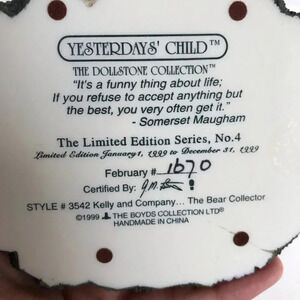 YESTERDAYS' CHILD™
THE DOLLSTONE COLLECTION™
"It's a funny thing about life;
If you refuse to accept anything but
the best, you very often get it."
- Somerset Maugham
The Limited Edition Series, No.4
Limited Edition January1, 1999 to December 31, 1999
February # 1670
Certified By:
STYLE # 3542 Kelly and Company... The Bear Collector
©1999 THE BOYDS COLLECTION LTD®
HANDMADE IN CHINA